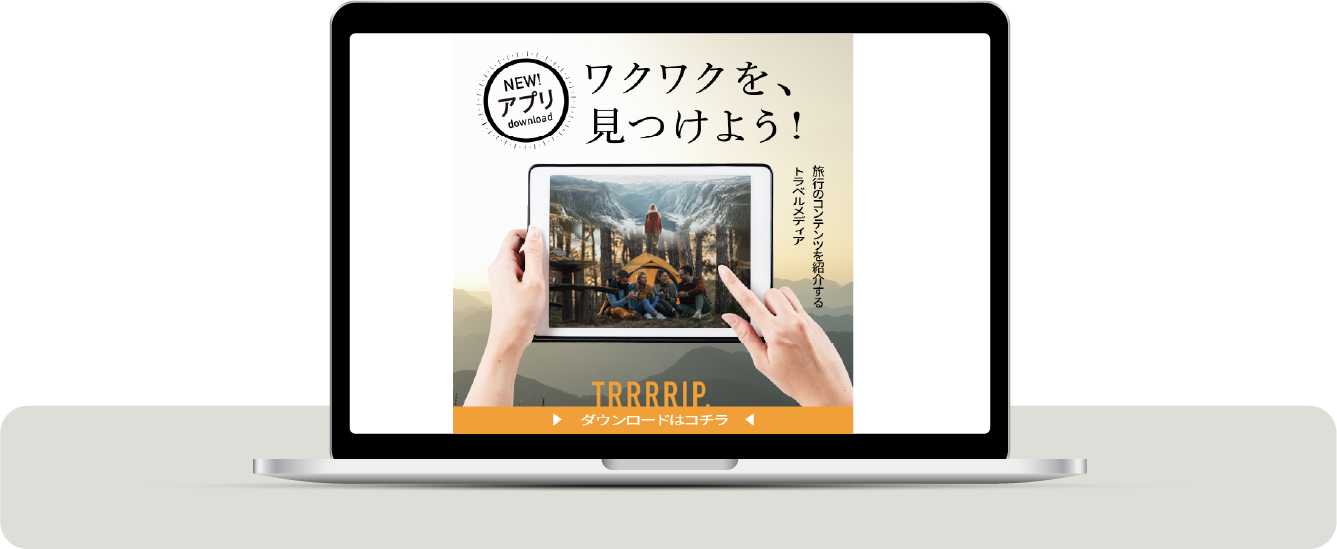 NEW!
アプリ
download
ワクワクを、
見つけよう！
旅行のコンテンツを紹介する
トラベルメディア
TRRRRIP.
▶ ダウンロードはコチラ ◀